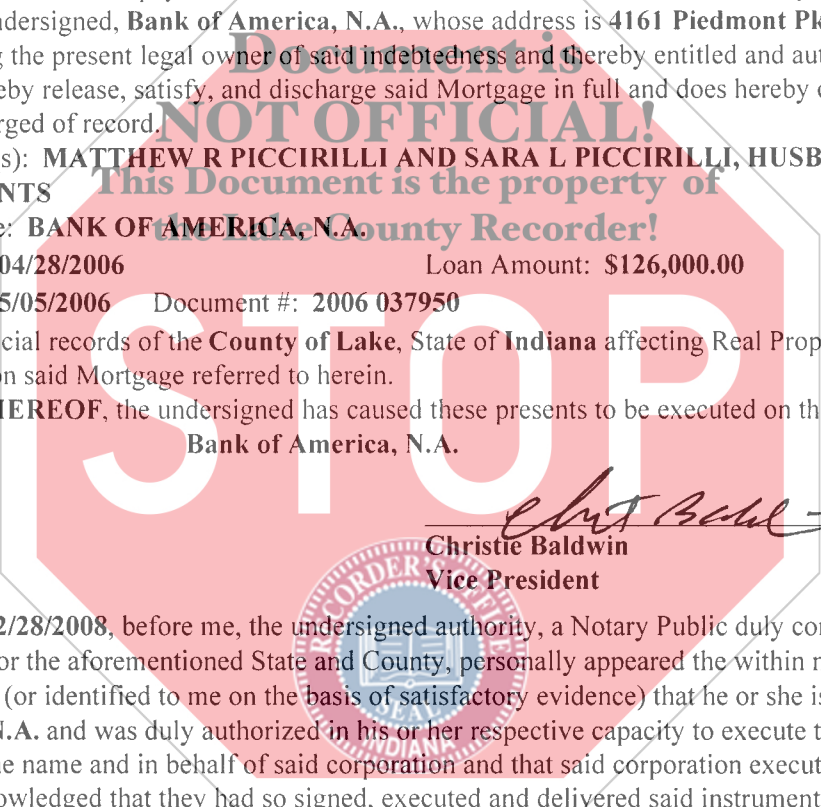 ndersigned, Bank of America, N.A., whose address is 4161 Piedmont Pk
g the present legal owner of said indebtedness and thereby entitled and aut
Document is
eby release, satisfy, and discharge said Mortgage in full and does hereby
rged of record.
NOT OFFICIAL!
s): MATTHEW R PICCIRILLI AND SARA L PICCIRILLI, HUSB
This Document is the property of
NTS
e: BANK OF AMERICA, N.A.
the Lake County Recorder!
04/28/2006 Loan Amount: $126,000.00
5/05/2006 Document #: 2006 037950
STOP
cial records of the County of Lake, State of Indiana affecting Real Prop
on said Mortgage referred to herein.
HEREOF, the undersigned has caused these presents to be executed on th
Bank of America, N.A.
Christie Baldwin
Vice President
RECORDER'S OFFICE
2/28/2008, before me, the undersigned authority, a Notary Public duly co
or the aforementioned State and County, personally appeared the within
(or identified to me on the basis of satisfactory evidence) that he or she is
SEAL
N.A. and was duly authorized in his or her respective capacity to execute t
INDIANA
he name and in behalf of said corporation and that said corporation execut
owledged that they had so signed, executed and delivered said instrument